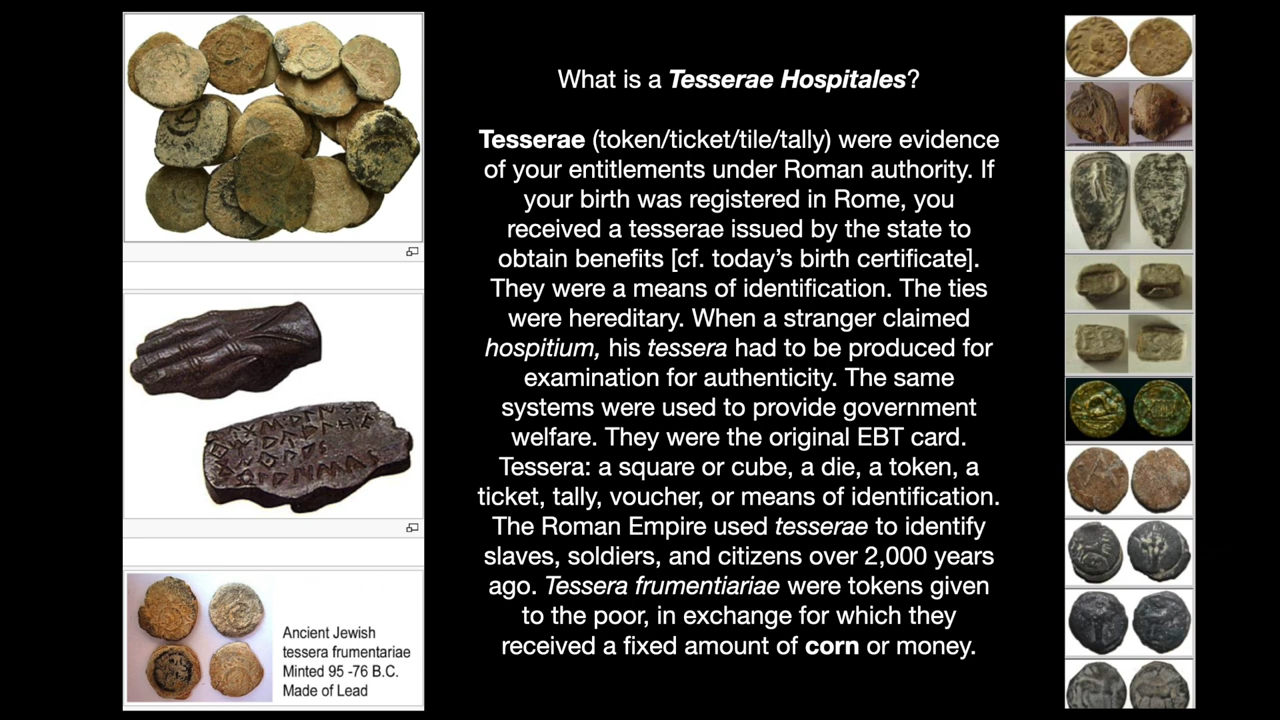 What is a Tesserae Hospitales?
Tesserae (token/ticket/tile/tally) were evidence
of your entitlements under Roman authority. If
your birth was registered in Rome, you
received a tesserae issued by the state to
obtain benefits [cf. today’s birth certificate].
They were a means of identification. The ties
were hereditary. When a stranger claimed
hospitium, his tessera had to be produced for
examination for authenticity. The same
systems were used to provide government
welfare. They were the original EBT card.
Tessera: a square or cube, a die, a token, a
ticket, tally, voucher, or means of identification.
The Roman Empire used tesserae to identify
slaves, soldiers, and citizens over 2,000 years
ago. Tessera frumentiariae were tokens given
to the poor, in exchange for which they
received a fixed amount of corn or money.
Ancient Jewish
tessera frumentariae
Minted 95 -76 B.C.
Made of Lead